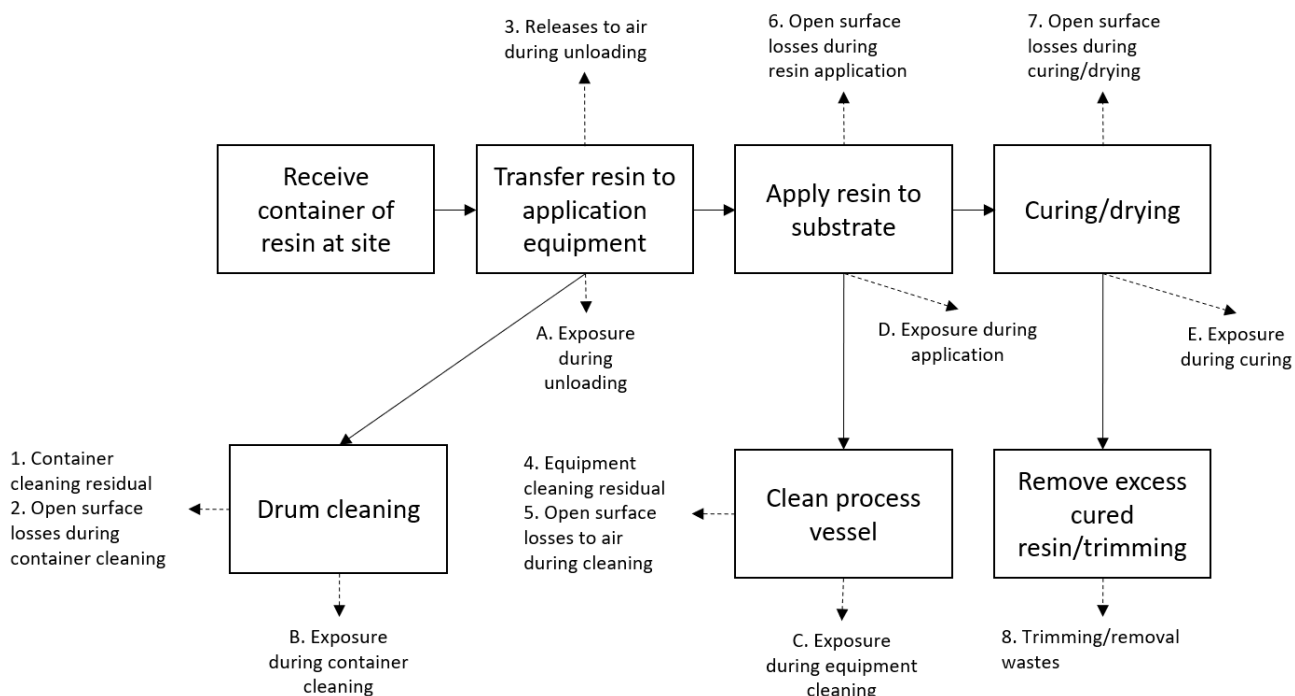 3. Releases to air
during unloading
6. Open surface
losses during
resin application
7. Open surface
losses during
curing/drying
Receive
container of
resin at site
Transfer resin to
application
equipment
Apply resin to
substrate
Curing/drying
A. Exposure
during
unloading
D. Exposure during
application
E. Exposure
during curing
1. Container
cleaning residual
2. Open surface
losses during
container cleaning
Drum cleaning
4. Equipment
cleaning residual
5. Open surface
losses to air
during cleaning
Clean process
vessel
Remove excess
cured
resin/trimming
B. Exposure
during container
cleaning
C. Exposure
during equipment
cleaning
8. Trimming/removal
wastes